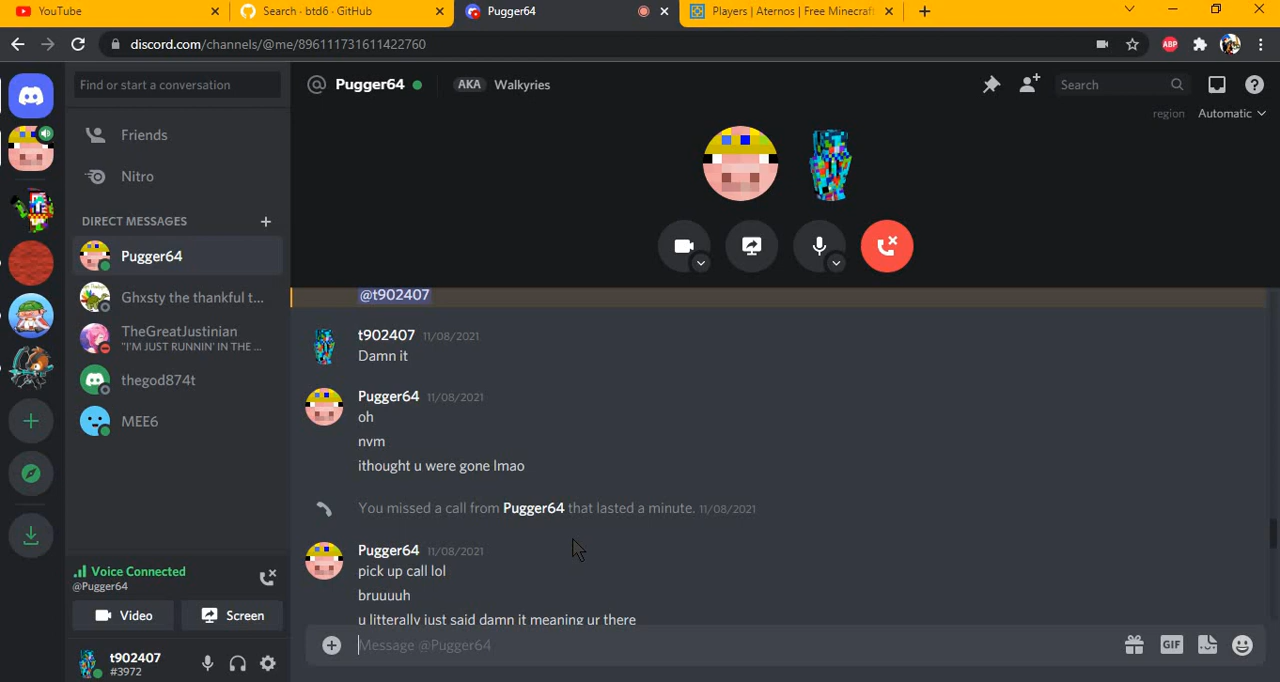 YouTube
Search · btd6 · GitHub
Pugger64
Players | Aternos | Free Minecraft
discord.com/channels/@me/896111731611422760
ABP
Find or start a conversation
Pugger64
AKA
Walkyries
Search
region
Automatic
Friends
Nitro
DIRECT MESSAGES
Pugger64
Ghxsty the thankful t...
TheGreatJustinian
"I'M JUST RUNNIN' IN THE ...
thegod874t
MEE6
@t902407
t902407 11/08/2021
Damn it
Pugger64 11/08/2021
oh
nvm
ithought u were gone lmao
You missed a call from Pugger64 that lasted a minute. 11/08/2021
Pugger64 11/08/2021
pick up call lol
bruuuuh
u litterally just said damn it meaning ur there
Voice Connected
@Pugger64
Video
Screen
t902407
#3972
Message @Pugger64
GIF